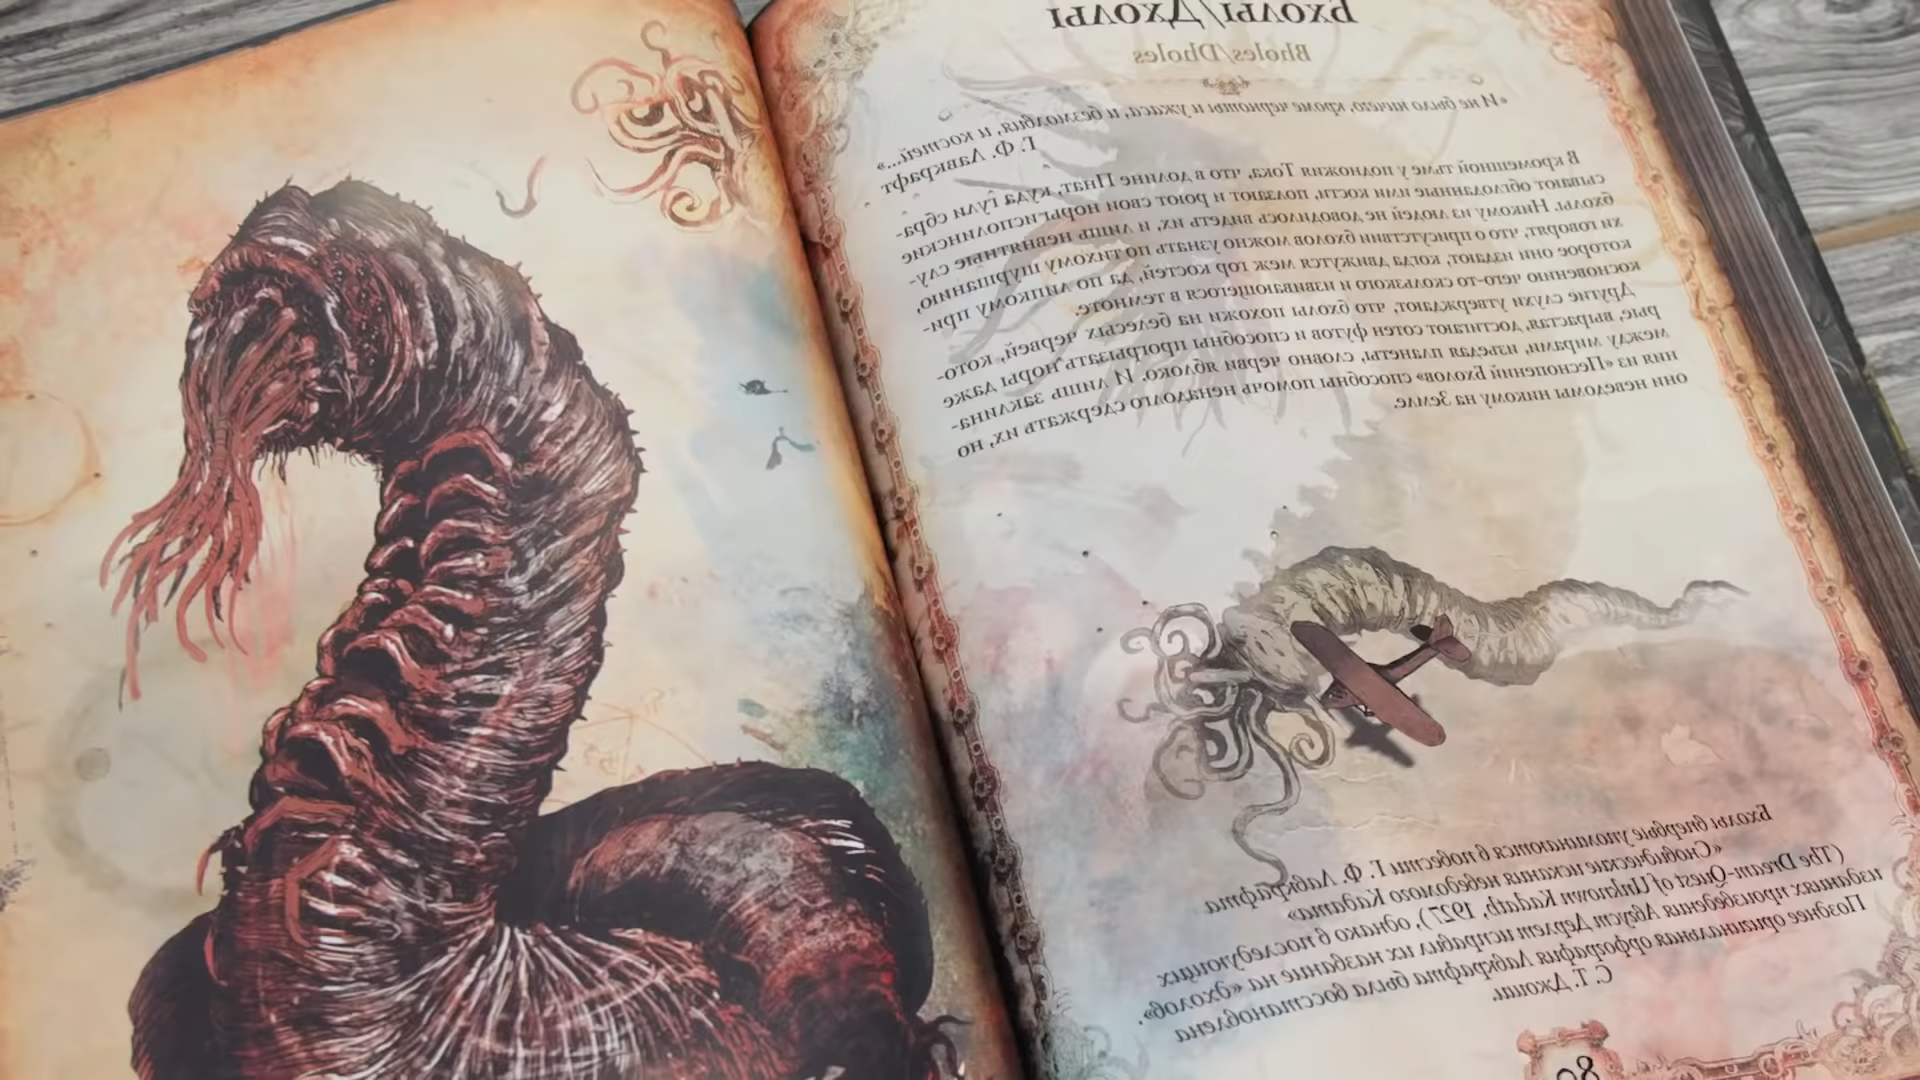 Бхолы/Дхолы
Bholes/Dholes
«И не было ничего, кроме черноты и ужаса, и безмолвия, и костей...»
Г. Ф. Лавкрафт
В кромешной тьме у подножия Тока, что в долине Пнат, куда гули сбра-
сывают обглоданные ими кости, ползают и роют свои норы исполинские
бхолы. Никому из людей не доводилось видеть их, и лишь невнятные слу-
хи говорят, что о присутствии бхолов можно узнать по тихому шуршанию,
которое они издают, когда движутся меж гор костей, да по липкому при-
косновению чего-то скользкого и извивающегося в темноте.
Другие слухи утверждают, что бхолы похожи на белесых червей, кото-
рые, вырастая, достигают сотен футов и способны прогрызать норы даже
между мирами, изъедая планеты, словно черви яблоко. И лишь заклина-
ния из «Песнопений Бхолов» способны помочь ненадолго сдержать их, но
они неведомы никому на Земле.
Бхолы впервые упоминаются в повести Г. Ф. Лавкрафта
«Сновидческие искания неведомого Кадата»
(The Dream-Quest of Unknown Kadath, 1927), однако в последующих
изданиях произведения Август Дерлет исправил их название на «дхолов».
Позднее оригинальная орфография Лавкрафта была восстановлена
С. Т. Джоши.